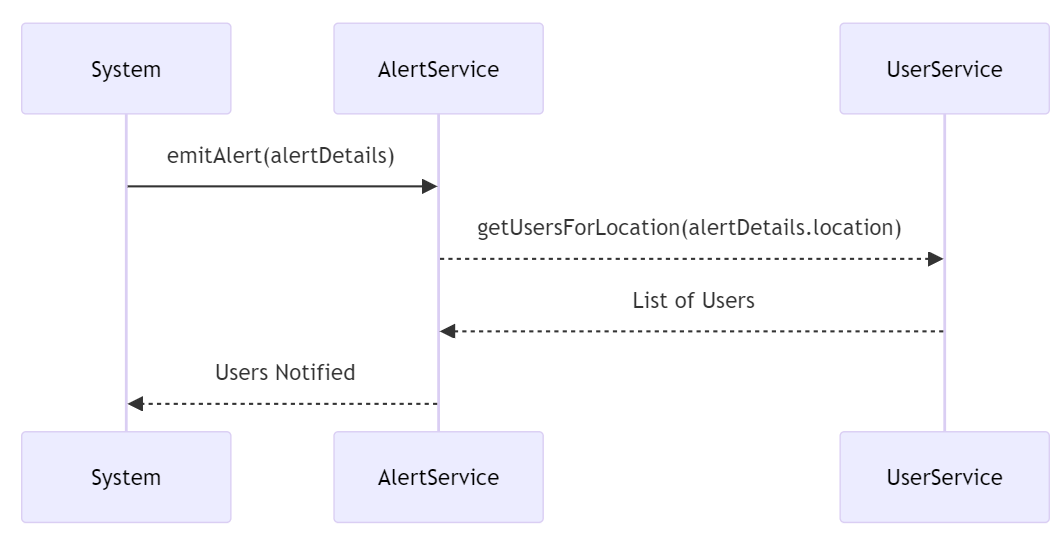 System
AlertService
UserService
emitAlert(alertDetails)
getUsersForLocation(alertDetails.location)
List of Users
Users Notified
System
AlertService
UserService